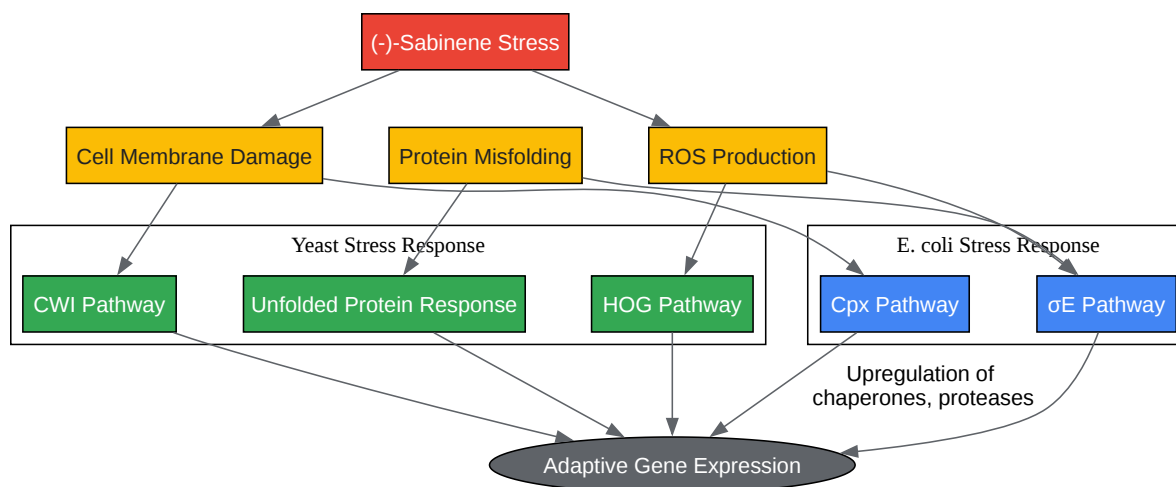 (-)-Sabinene Stress
Cell Membrane Damage
Protein Misfolding
ROS Production
Yeast Stress Response
E. coli Stress Response
CWI Pathway
Unfolded Protein Response
HOG Pathway
Cpx Pathway
σE Pathway
Upregulation of
chaperones, proteases
Adaptive Gene Expression